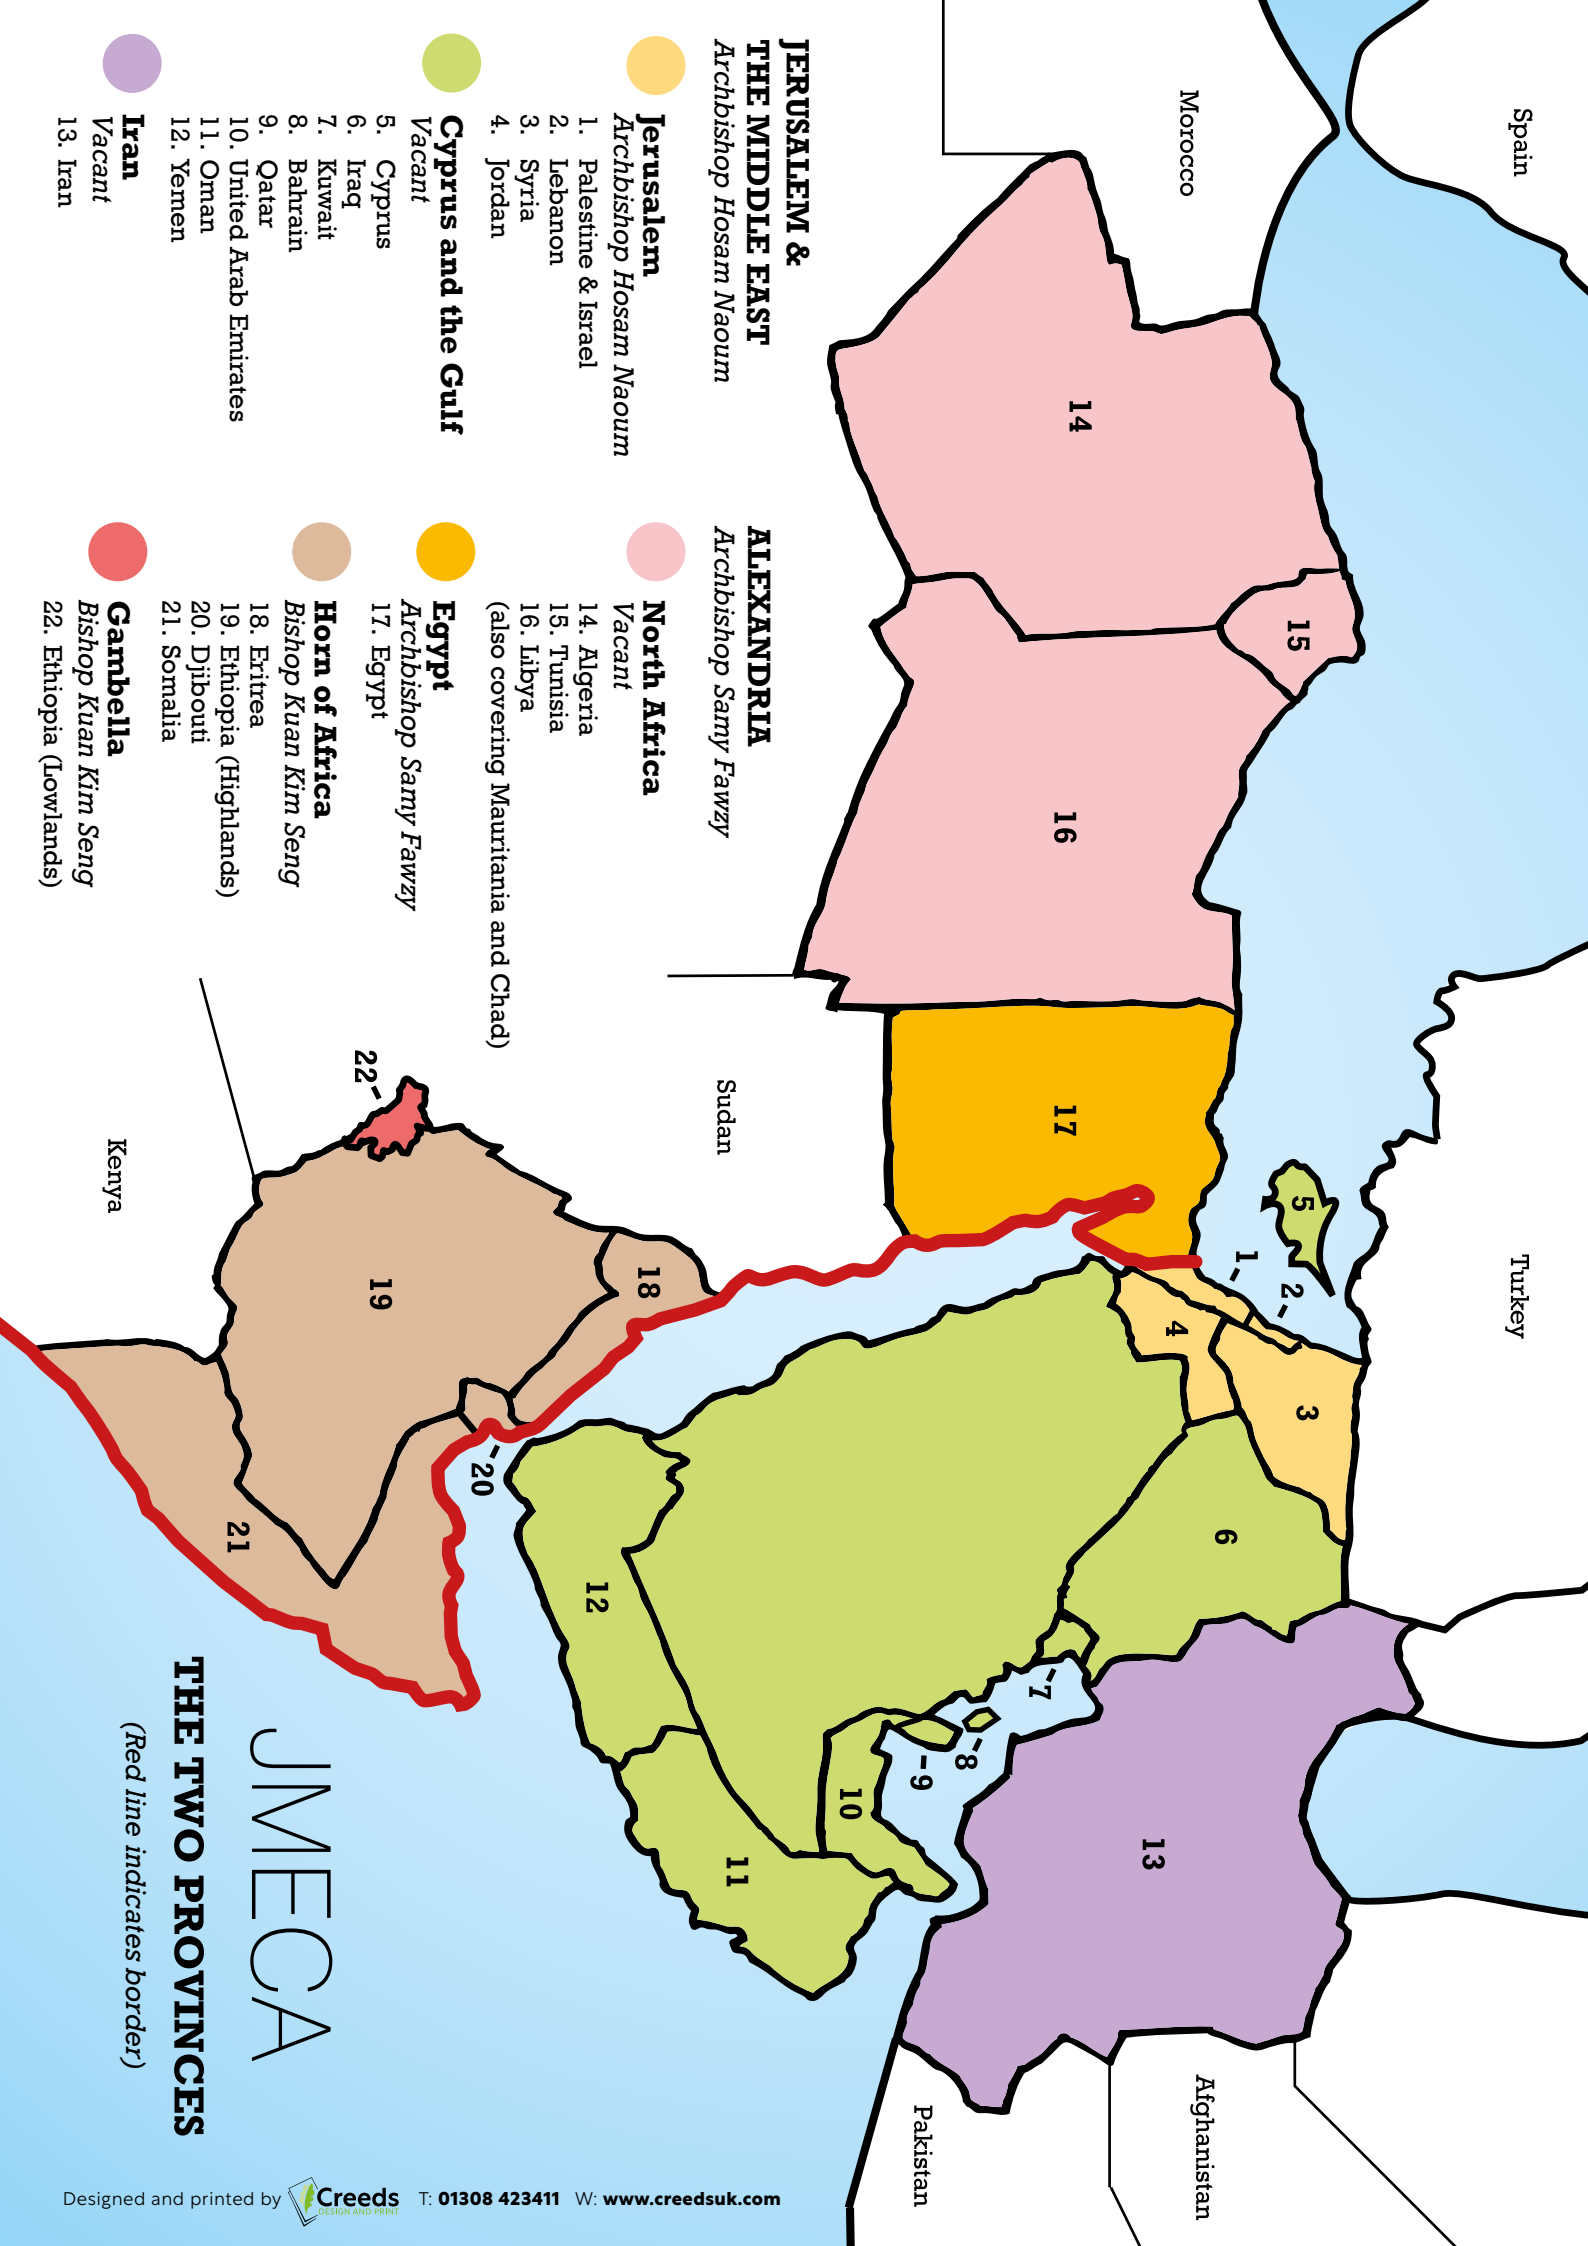 JERUSALEM &
THE MIDDLE EAST
Archbishop Hosam Naoum
Jerusalem
Archbishop Hosam Naoum
1. Palestine & Israel
2. Lebanon
3. Syria
4. Jordan
Cyprus and the Gulf
Vacant
5. Cyprus
6. Iraq
7. Kuwait
8. Bahrain
9. Qatar
10. United Arab Emirates
11. Oman
12. Yemen
Iran
Vacant
13. Iran
ALEXANDRIA
Archbishop Samy Fawzy
North Africa
Vacant
14. Algeria
15. Tunisia
16. Libya
(also covering Mauritania and Chad)
Egypt
Archbishop Samy Fawzy
17. Egypt
Horn of Africa
Bishop Kuan Kim Seng
18. Eritrea
19. Ethiopia (Highlands)
20. Djibouti
21. Somalia
Gambella
Bishop Kuan Kim Seng
22. Ethiopia (Lowlands)
Spain
Morocco
Turkey
Sudan
Kenya
Afghanistan
Pakistan
14
15
16
17
5
1
2
3
4
6
7
8
9
10
11
12
13
18
19
20
21
22
JMECA
THE TWO PROVINCES
(Red line indicates border)
Designed and printed by Creeds DESIGN AND PRINT T: 01308 423411 W: www.creedsuk.com